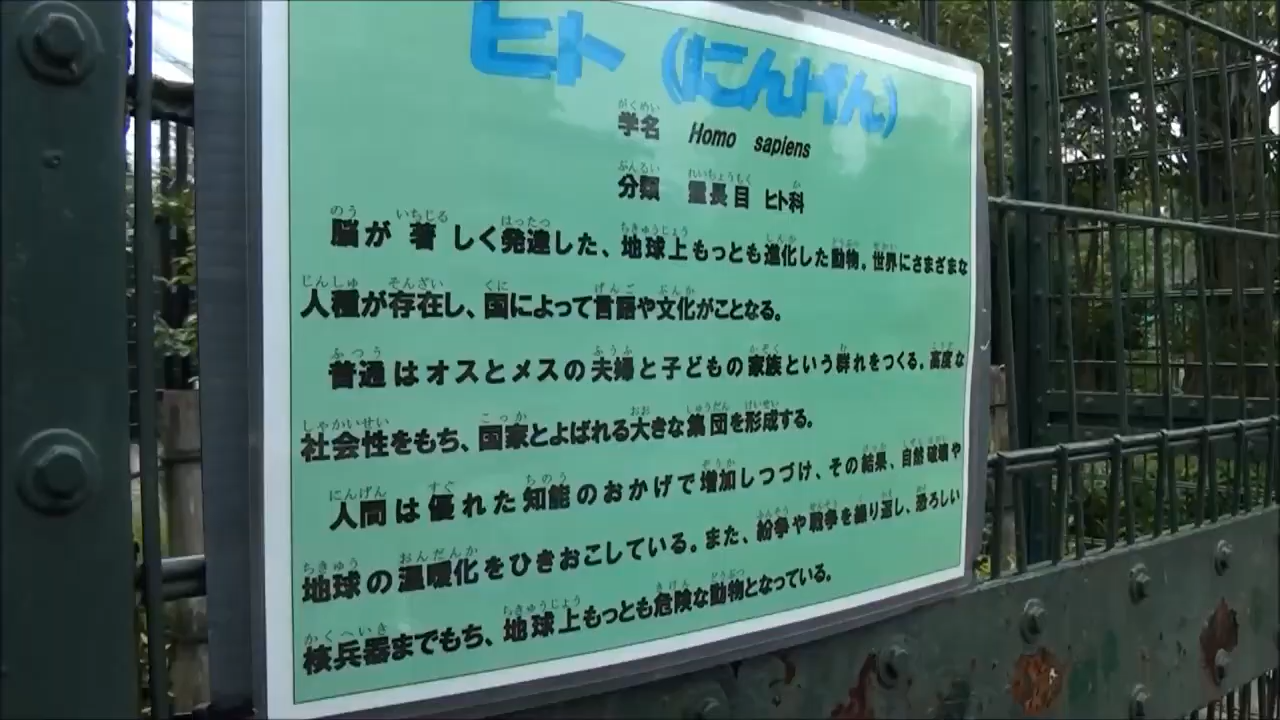 ヒト（にんげん）
学名 Homo sapiens
分類 霊長目 ヒト科
脳が著しく発達した、地球上もっとも進化した動物。世界にさまざまな
人種が存在し、国によって言語や文化がことなる。
普通はオスとメスの夫婦と子どもの家族という群れをつくる。高度な
社会性をもち、国家とよばれる大きな集団を形成する。
人間は優れた知能のおかげで増加しつづけ、その結果、自然破壊や
地球の温暖化をひきおこしている。また、紛争や戦争を繰り返し、恐ろしい
核兵器までもち、地球上もっとも危険な動物となっている。